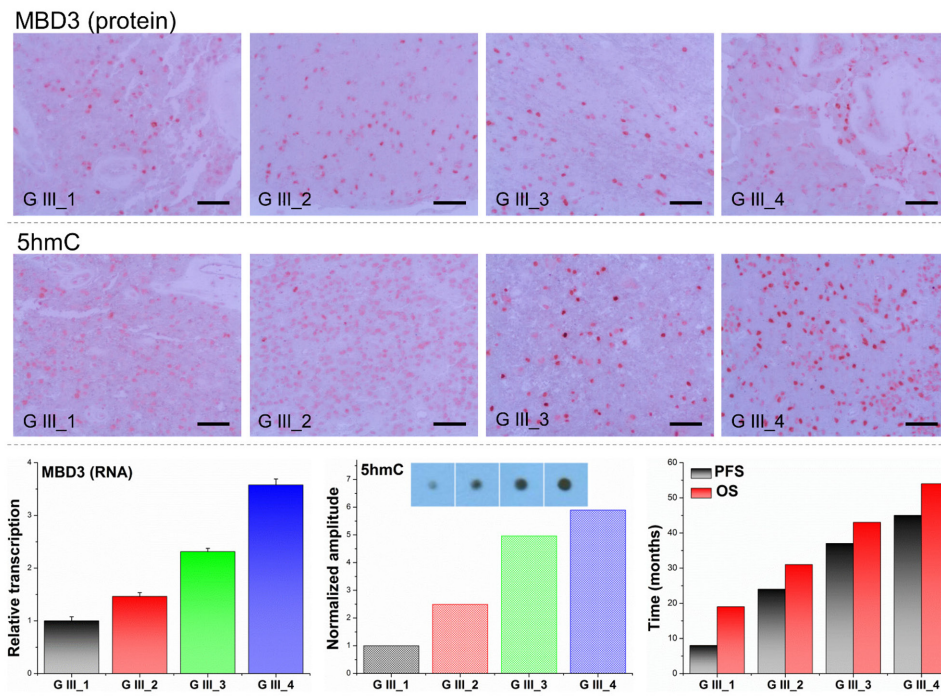 MBD3 (protein)
G III_1
G III_2
G III_3
G III_4
5hmC
G III_1
G III_2
G III_3
G III_4
MBD3 (RNA)
Relative transcription
4
3
2
1
0
G III_1
G III_2
G III_3
G III_4
5hmC
Normalized amplitude
7
6
5
4
3
2
1
0
G III_1
G III_2
G III_3
G III_4
PFS
OS
Time (months)
60
50
40
30
20
10
0
G III_1
G III_2
G III_3
G III_4